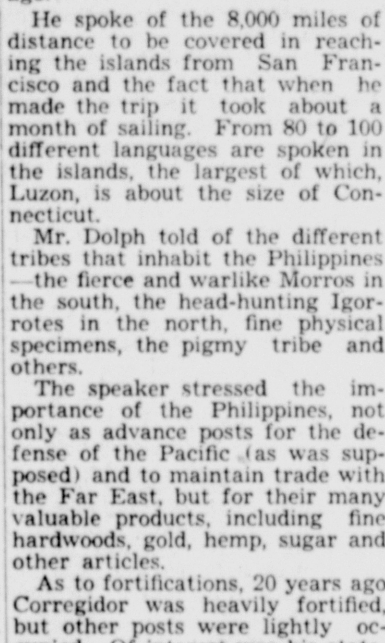 He spoke of the 8,000 miles of
distance to be covered in reach-
ing the islands from San Fran-
cisco and the fact that when he
made the trip it took about a
month of sailing. From 80 to 100
different languages are spoken in
the islands, the largest of which,
Luzon, is about the size of Con-
necticut.
Mr. Dolph told of the different
tribes that inhabit the Philippines
—the fierce and warlike Morros in
the south, the head-hunting Igor-
rotes in the north, fine physical
specimens, the pigmy tribe and
others.
The speaker stressed the im-
portance of the Philippines, not
only as advance posts for the de-
fense of the Pacific (as was sup-
posed) and to maintain trade with
the Far East, but for their many
valuable products, including fine
hardwoods, gold, hemp, sugar and
other articles.
As to fortifications, 20 years ago
Corregidor was heavily fortified,
but other posts were lightly oc-